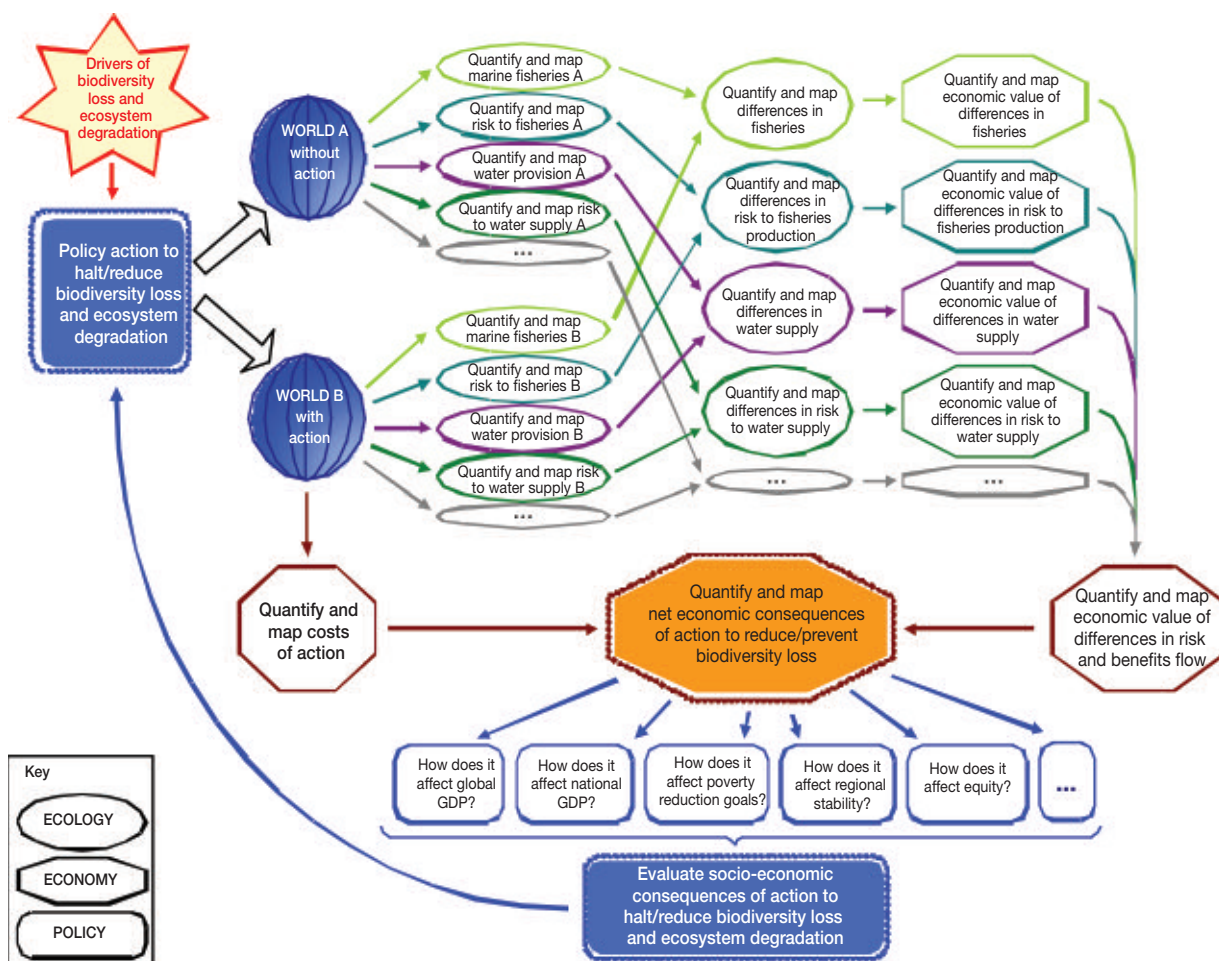 Drivers of
biodiversity
loss and
ecosystem
degradation
Policy action to
halt/reduce
biodiversity loss
and ecosystem
degradation
WORLD A
without
action
WORLD B
with
action
Quantify and map
marine fisheries A
Quantify and map
risk to fisheries A
Quantify and map
water provision A
Quantify and map risk
to water supply A
...
Quantify and map
marine fisheries B
Quantify and map
risk to fisheries B
Quantify and map
water provision B
Quantify and map risk
to water supply B
...
Quantify and map
differences in
fisheries
Quantify and map
differences in
risk to fisheries
production
Quantify and map
differences in
water supply
Quantify and map
differences in risk
to water supply
...
Quantify and map
economic value of
differences in
fisheries
Quantify and map
economic value of
differences in risk to
fisheries production
Quantify and map
economic value of
differences in water
supply
Quantify and map
economic value of
differences in risk
to water supply
...
Quantify and
map costs
of action
Quantify and map
net economic consequences
of action to reduce/prevent
biodiversity loss
Quantify and map
economic value of
differences in risk
and benefits flow
How does it
affect global
GDP?
How does it
affect national
GDP?
How does it
affect poverty
reduction goals?
How does it
affect regional
stability?
How does it
affect equity?
...
Evaluate socio-economic
consequences of action to
halt/reduce biodiversity loss
and ecosystem degradation
Key
ECOLOGY
ECONOMY
POLICY